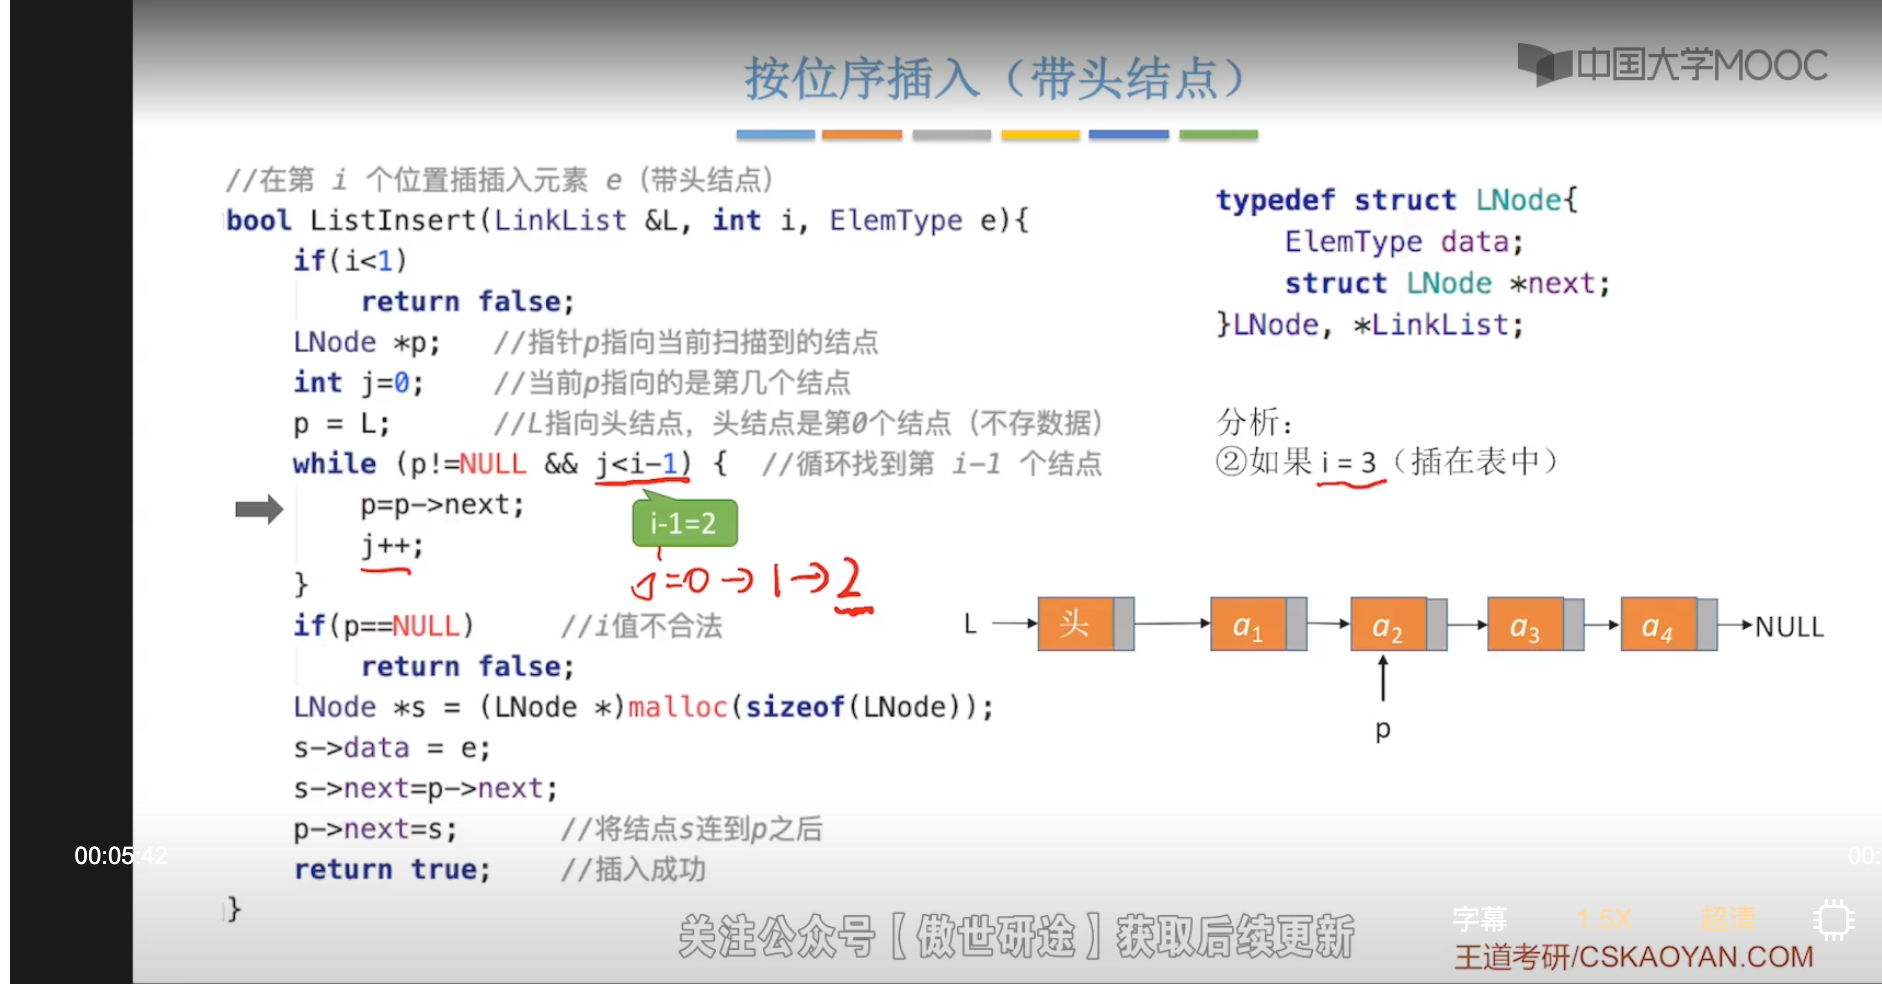 按位序插入（带头结点）
中国大学MOOC
//在第 i 个位置插插入元素 e（带头结点）
bool ListInsert(LinkList &L, int i, ElemType e){
if(i<1)
return false;
LNode *p; //指针p指向当前扫描到的结点
int j=0; //当前p指向的是第几个结点
p = L; //L指向头结点，头结点是第0个结点（不存数据）
while (p!=NULL && j<i-1) { //循环找到第 i-1 个结点
p=p->next;
j++;
}
i-1=2
j=0→1→2
if(p==NULL) //i值不合法
return false;
LNode *s = (LNode *)malloc(sizeof(LNode));
s->data = e;
s->next=p->next;
p->next=s; //将结点s连到p之后
return true; //插入成功
}
typedef struct LNode{
ElemType data;
struct LNode *next;
}LNode, *LinkList;
分析：
②如果 i = 3（插在表中）
L 头 a1 a2 a3 a4 NULL
p
00:05:42
00:
字幕 1.5X 超清
关注公众号【傲世研途】获取后续更新
王道考研/CSKAOYAN.COM